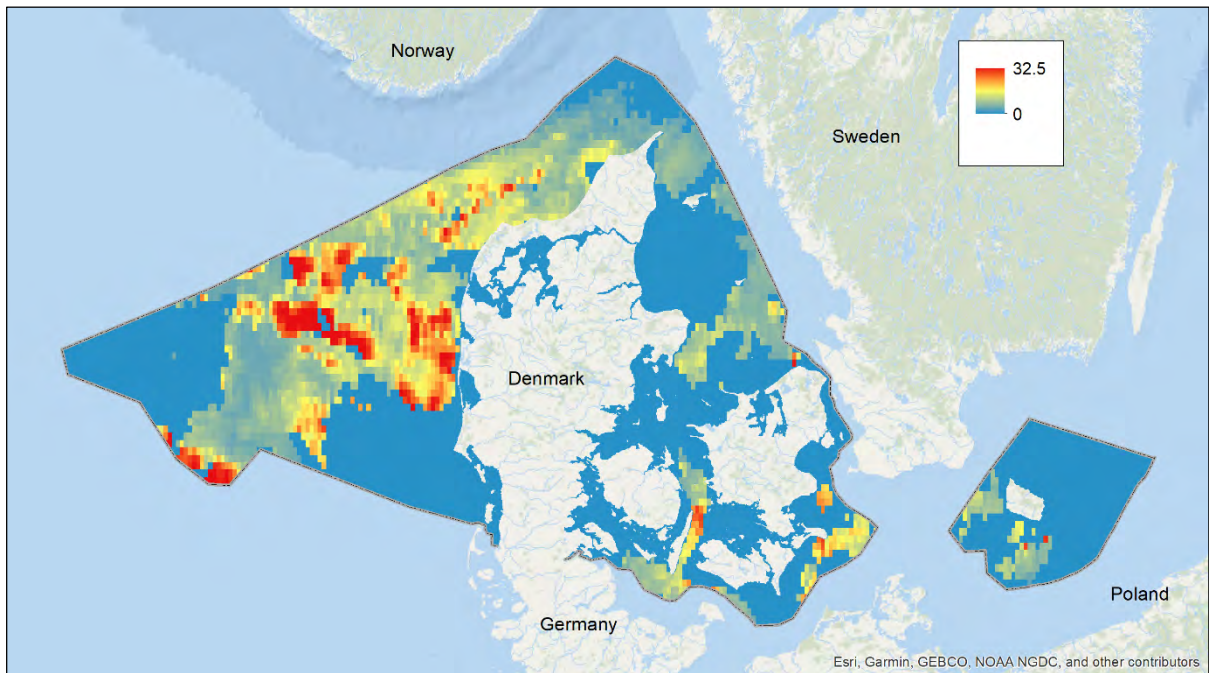 Norway
32.5
0
Sweden
Denmark
Poland
Germany
Esri, Garmin, GEBCO, NOAA NGDC, and other contributors